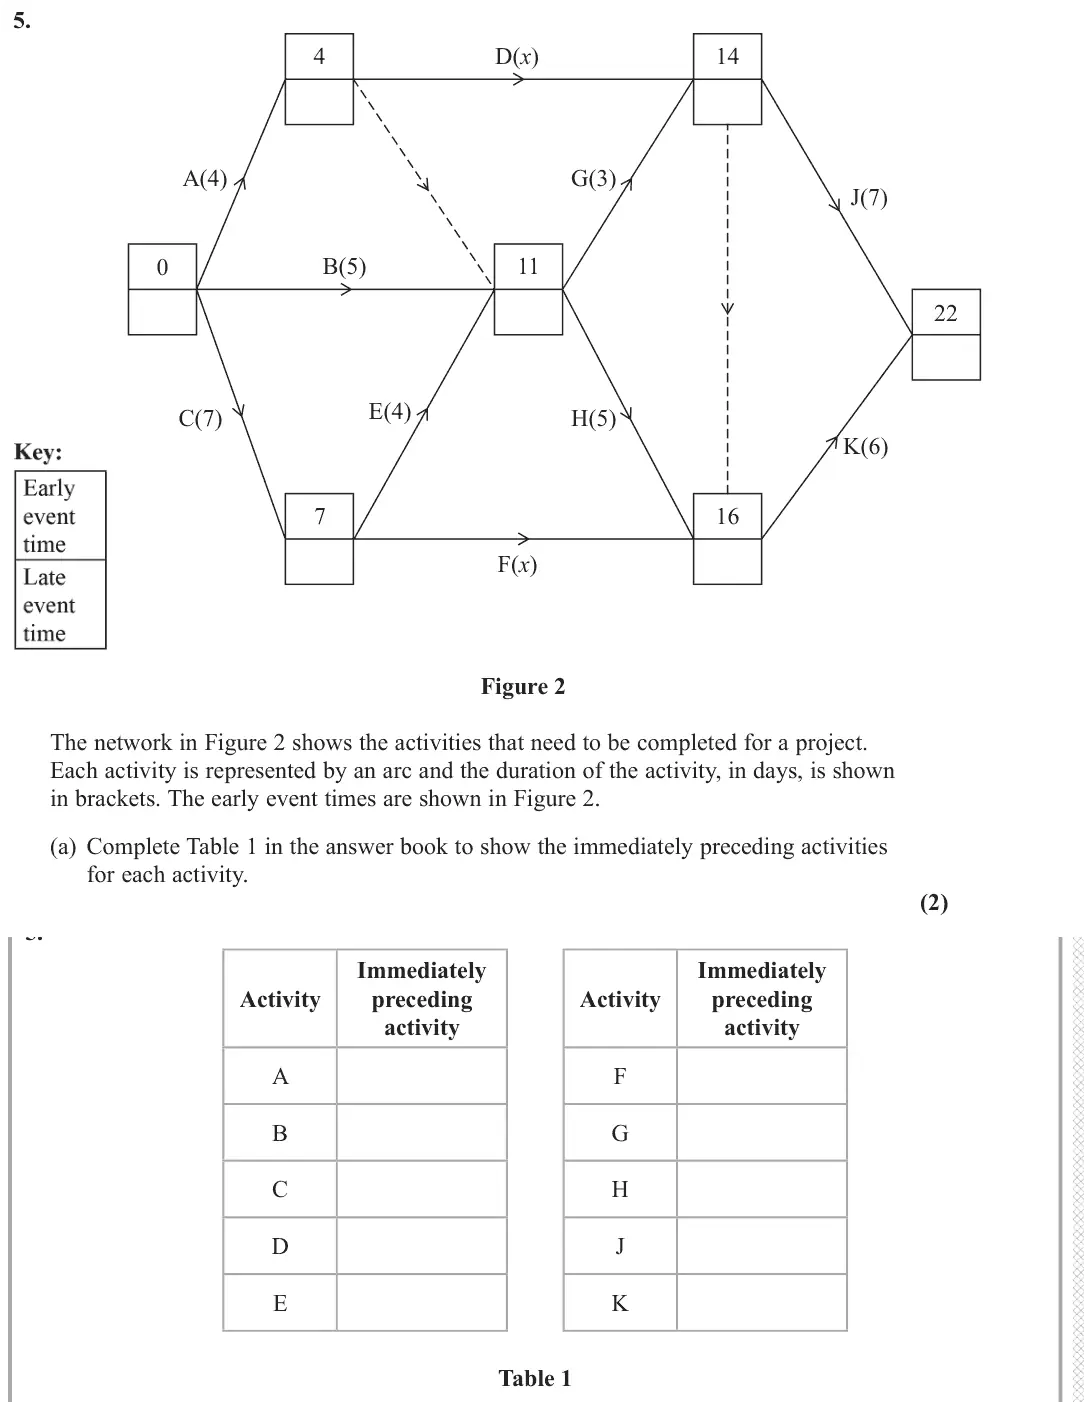 5.
4
D(x)
14
A(4)
G(3)
J(7)
0
B(5)
11
22
C(7)
E(4)
H(5)
K(6)
Key:
Early
event
time
Late
event
time
7
16
F(x)
Figure 2
The network in Figure 2 shows the activities that need to be completed for a project.
Each activity is represented by an arc and the duration of the activity, in days, is shown
in brackets. The early event times are shown in Figure 2.
(a) Complete Table 1 in the answer book to show the immediately preceding activities
for each activity.
(2)
Activity Immediately preceding activity Activity Immediately preceding activity
A F
B G
C H
D J
E K
Table 1